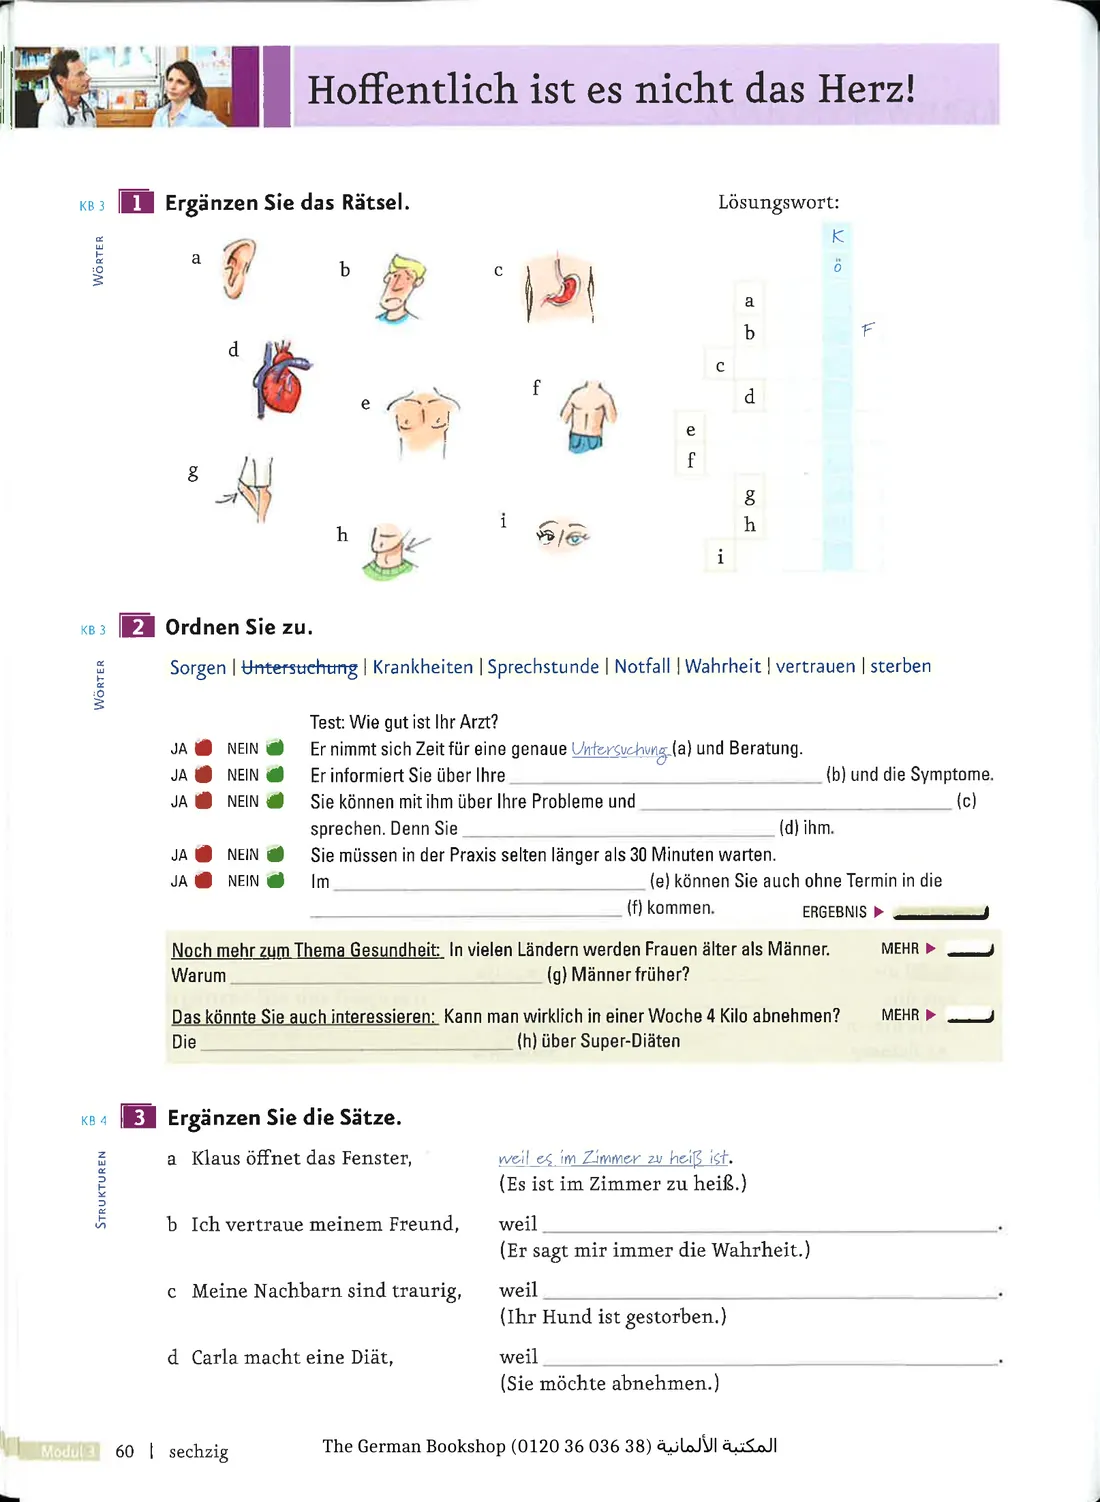 Hoffentlich ist es nicht das Herz!
KB 3 1 Ergänzen Sie das Rätsel.
Lösungswort:
WÖRTER
K
ö
a
b
c
a
b F
c
d
d
e
f
e
f
g
g
h
h
i
i
KB 3 2 Ordnen Sie zu.
WÖRTER
Sorgen | Untersuchung | Krankheiten | Sprechstunde | Notfall | Wahrheit | vertrauen | sterben
Test: Wie gut ist Ihr Arzt?
JA NEIN Er nimmt sich Zeit für eine genaue Untersuchung (a) und Beratung.
JA NEIN Er informiert Sie über Ihre (b) und die Symptome.
JA NEIN Sie können mit ihm über Ihre Probleme und (c)
sprechen. Denn Sie (d) ihm.
JA NEIN Sie müssen in der Praxis selten länger als 30 Minuten warten.
JA NEIN Im (e) können Sie auch ohne Termin in die
(f) kommen. ERGEBNIS
Noch mehr zum Thema Gesundheit: In vielen Ländern werden Frauen älter als Männer. MEHR
Warum (g) Männer früher?
Das könnte Sie auch interessieren: Kann man wirklich in einer Woche 4 Kilo abnehmen? MEHR
Die (h) über Super-Diäten
KB 4 3 Ergänzen Sie die Sätze.
STRUKTUREN
a Klaus öffnet das Fenster, weil es im Zimmer zu heiß ist.
(Es ist im Zimmer zu heiß.)
b Ich vertraue meinem Freund, weil .
(Er sagt mir immer die Wahrheit.)
c Meine Nachbarn sind traurig, weil .
(Ihr Hund ist gestorben.)
d Carla macht eine Diät, weil .
(Sie möchte abnehmen.)
Modul 3 60 | sechzig
The German Bookshop (0120 36 036 38) المكتبة الألمانية